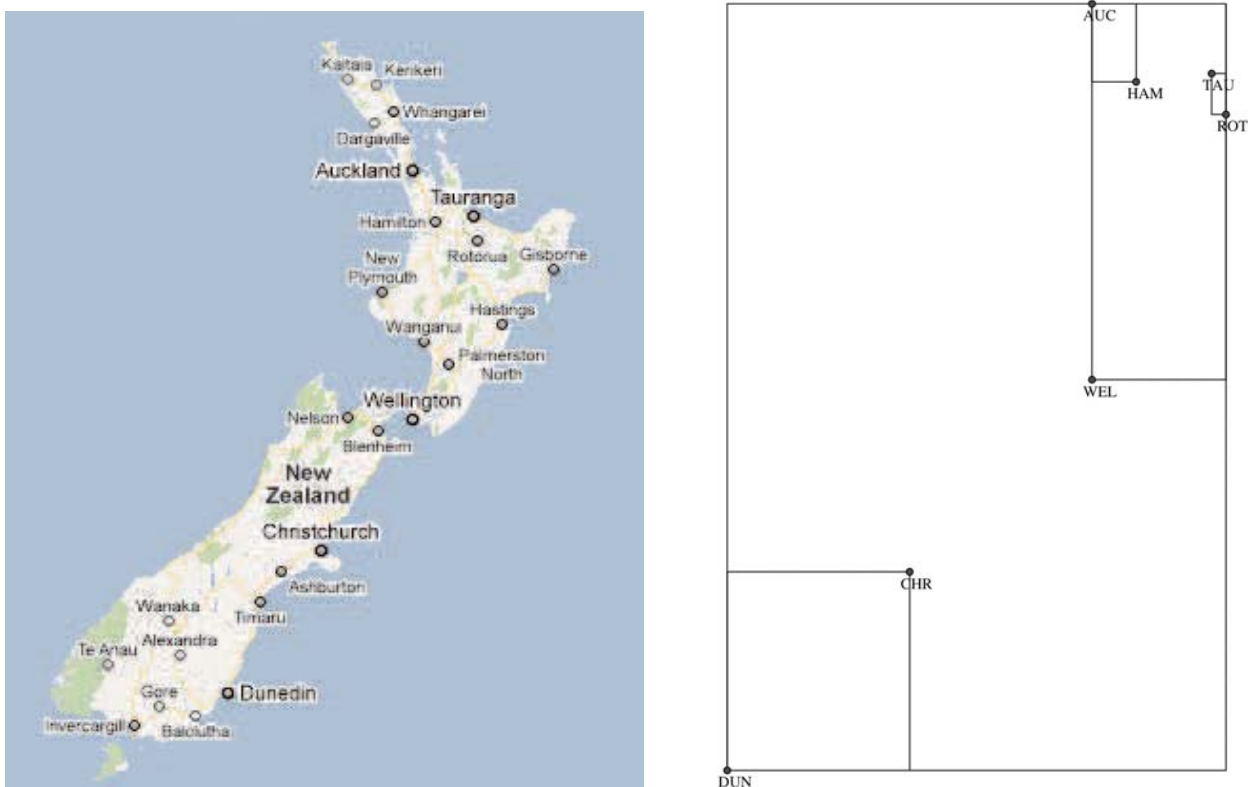 Kaitaia
Kerikeri
Whangarei
Dargaville
Auckland
Tauranga
Hamilton
Rotorua
Gisborne
New
Plymouth
Hastings
Wanganui
Palmerston
North
Wellington
Nelson
Blenheim
New
Zealand
Christchurch
Ashburton
Timaru
Wanaka
Alexandra
Te Anau
Gore
Dunedin
Invercargill
Balclutha
AUC
HAM
TAU
ROT
WEL
CHR
DUN